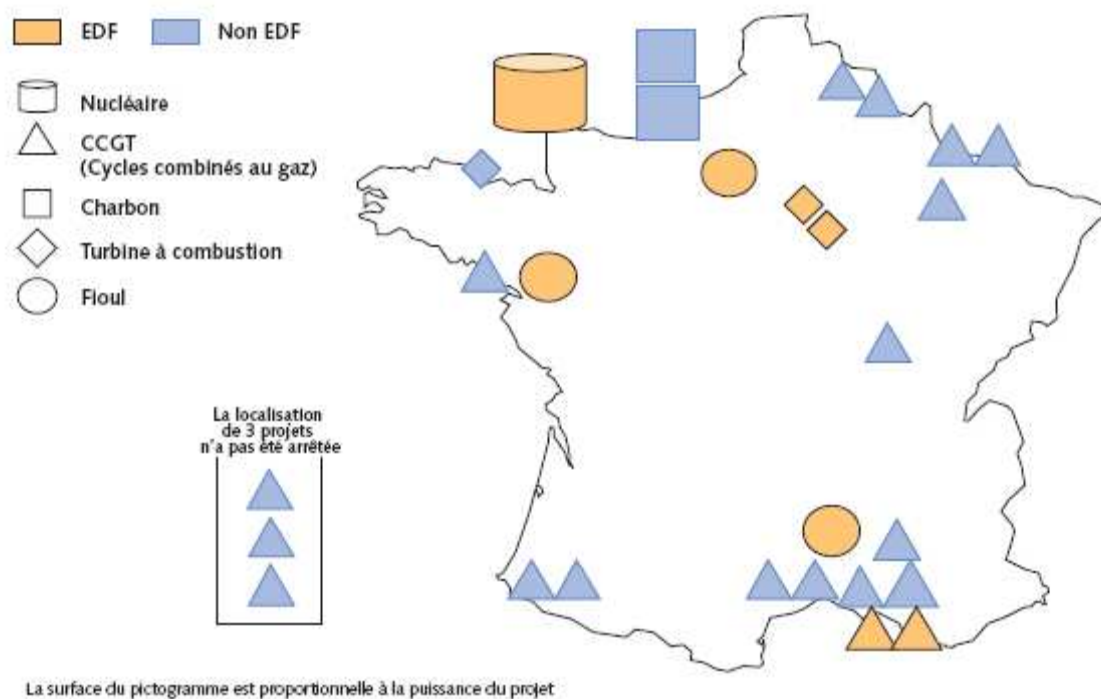 EDF Non EDF
Nucléaire
CCGT
(Cycles combinés au gaz)
Charbon
Turbine à combustion
Fioul
La localisation
de 3 projets
n'a pas été arrêtée
La surface du pictogramme est proportionnelle à la puissance du projet